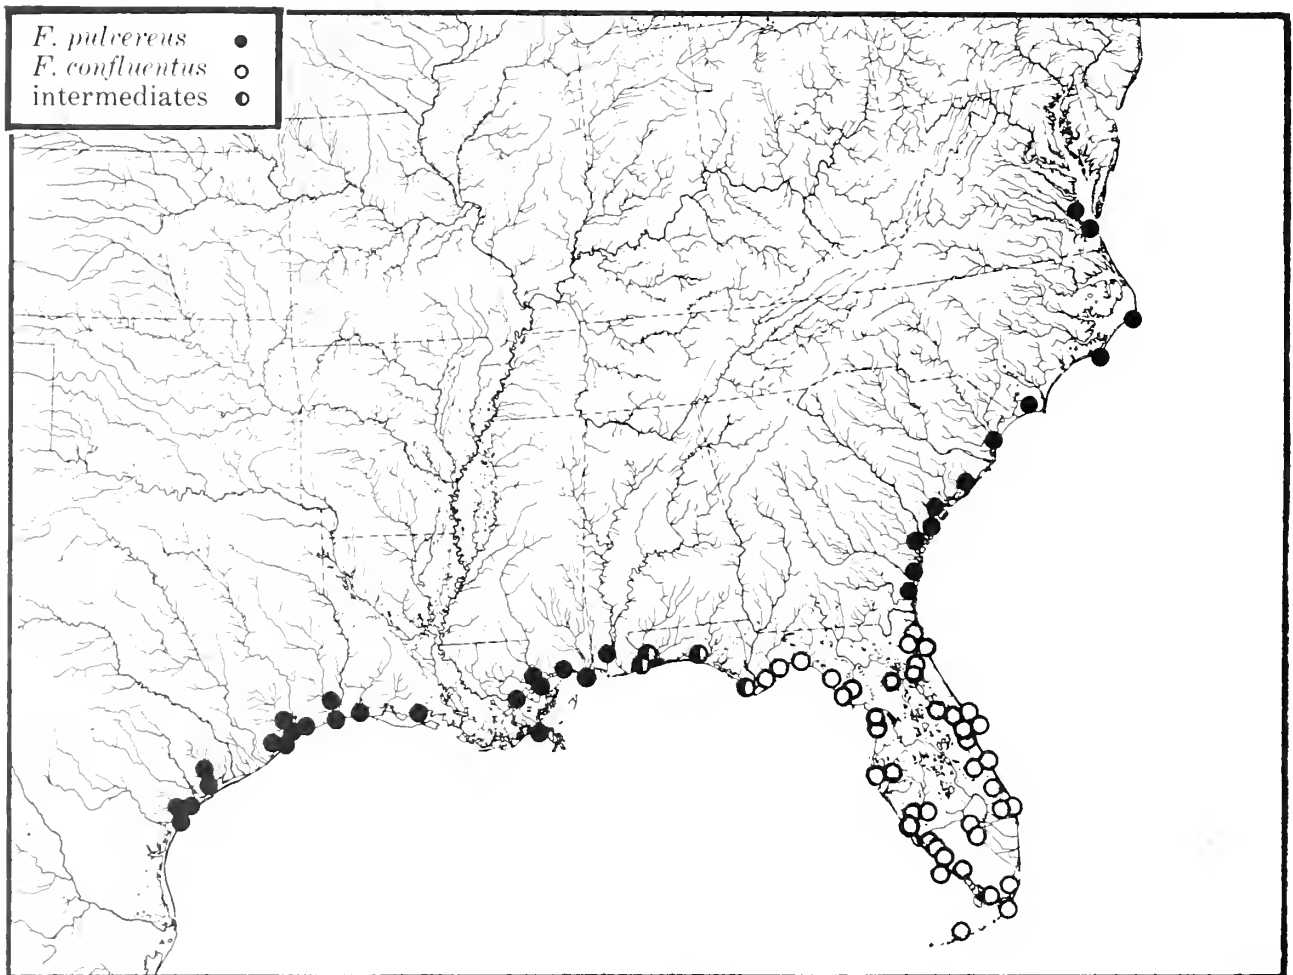 F. pulvereus ●
F. confluentus ○
intermediates ◐